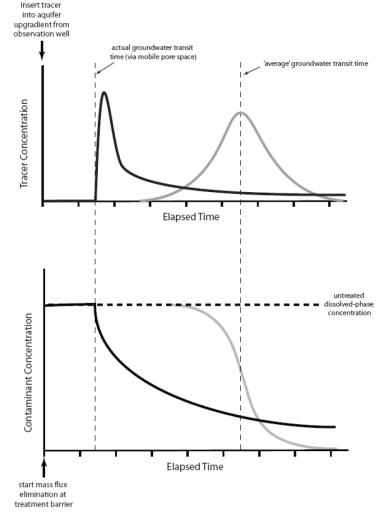 Insert tracer
into aquifer
upgradient from
observation well
actual groundwater transit
time (via mobile pore space)
'average' groundwater transit time
Tracer Concentration
Elapsed Time
untreated
dissolved-phase
concentration
Contaminant Concentration
Elapsed Time
start mass flux
elimination at
treatment barrier